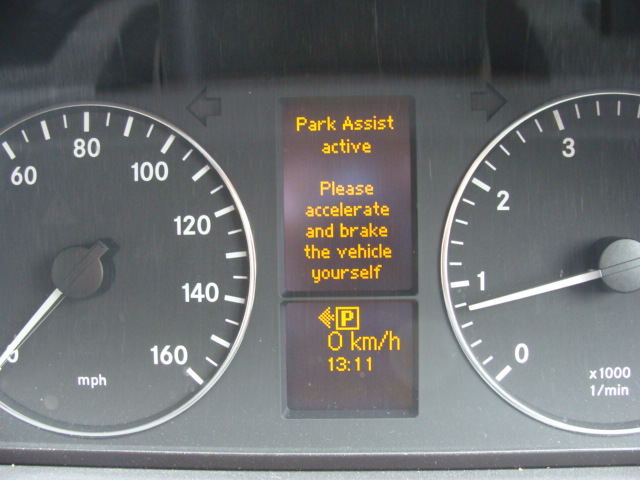 60
80
100
120
140
160
0
mph
Park Assist
active
Please
accelerate
and brake
the vehicle
yourself
P
0 km/h
13:11
3
2
1
0
x1000
1/min